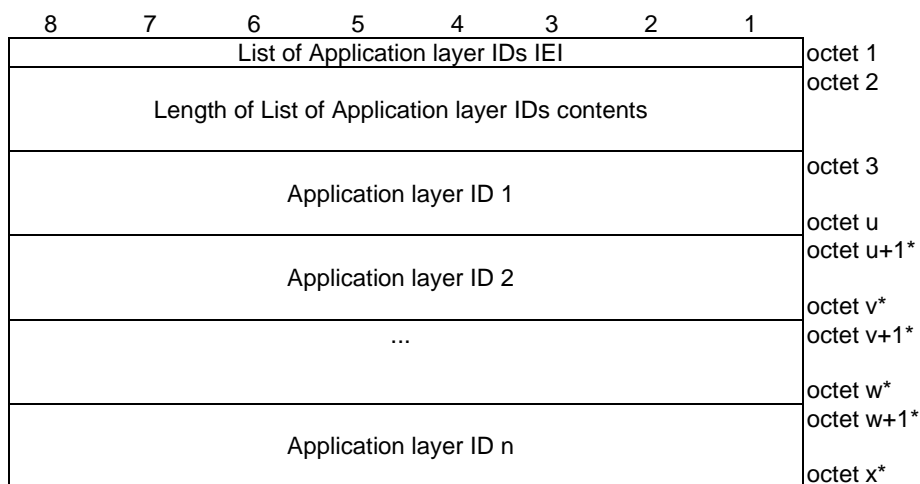 8 7 6 5 4 3 2 1
List of Application layer IDs IEI octet 1
octet 2
Length of List of Application layer IDs contents
octet 3
Application layer ID 1
octet u
octet u+1*
Application layer ID 2
octet v*
... octet v+1*
octet w*
octet w+1*
Application layer ID n
octet x*